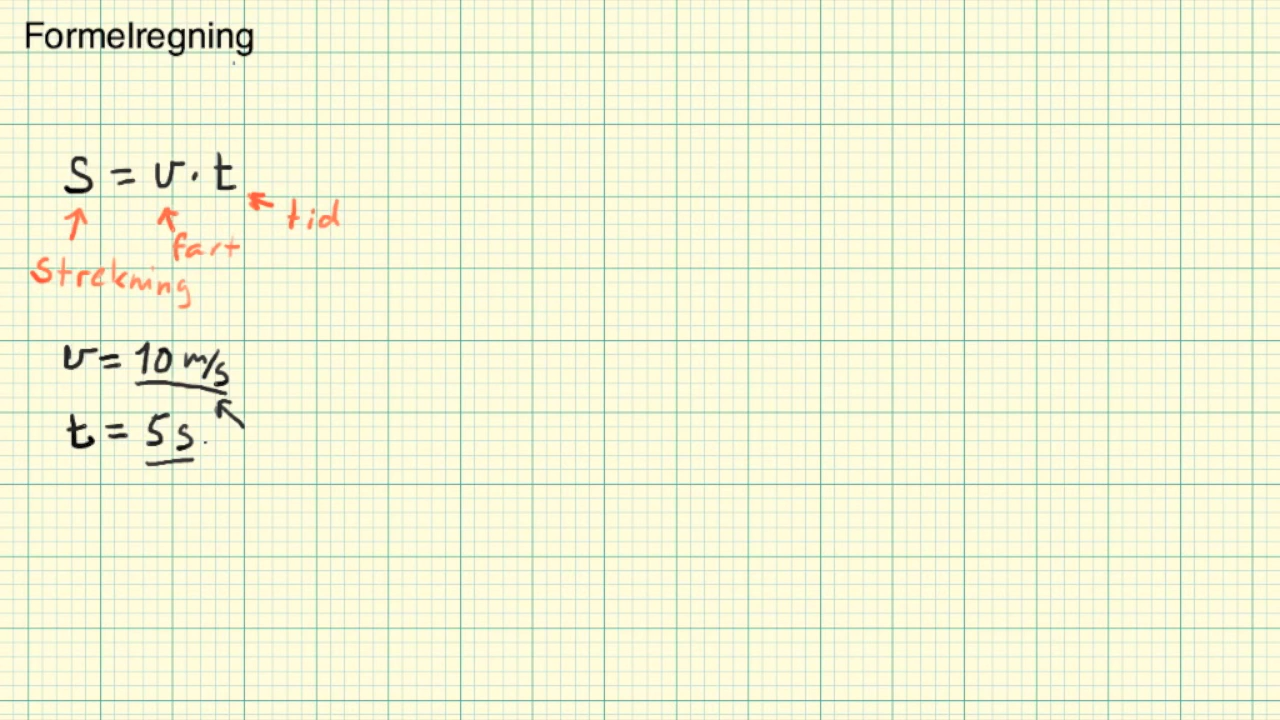 Formelregning
s = v · t
tid
fart
strekning
v = 10 m/s
t = 5 s.